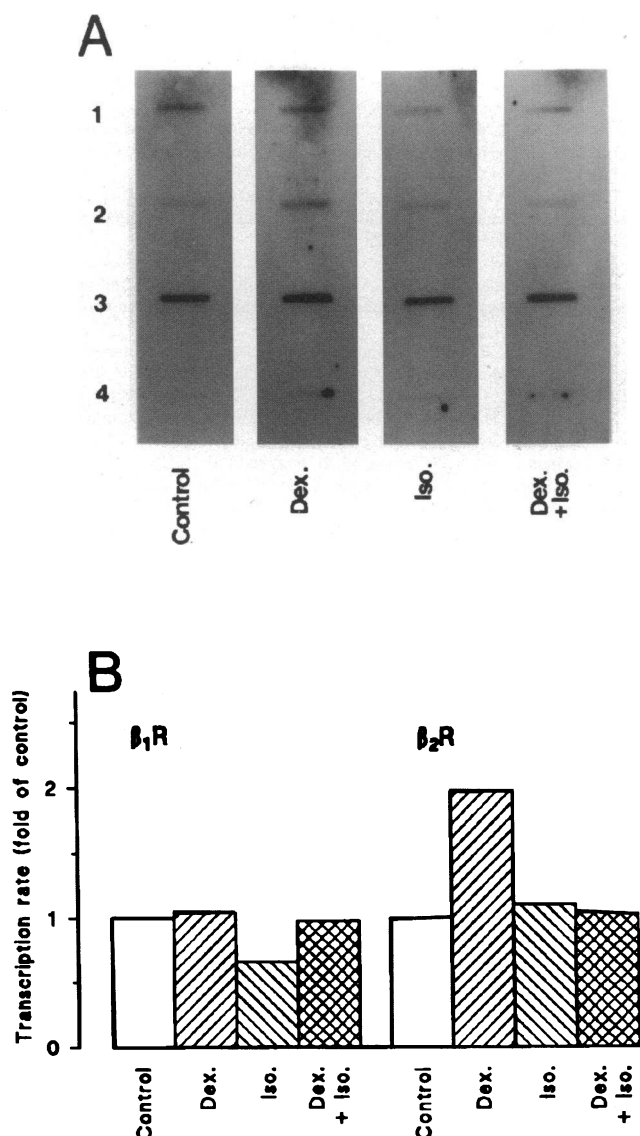 A
1
2
3
4
Control
Dex.
Iso.
Dex.
+ Iso.
B
Transcription rate (fold of control)
β₁R
β₂R
2
1
0
Control
Dex.
Iso.
Dex.
+ Iso.
Control
Dex.
Iso.
Dex.
+ Iso.